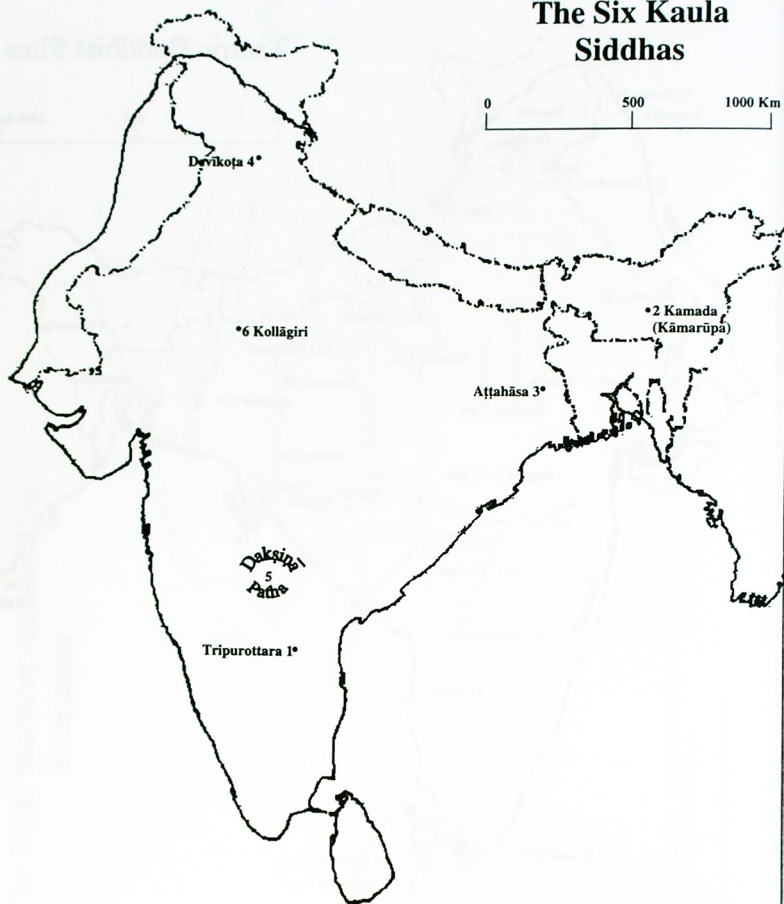 The Six Kaula
Siddhas
0 500 1000 Km
Devīkoṭa 4
6 Kollāgiri
2 Kamada
(Kāmarūpa)
Aṭṭahāsa 3
Dakṣiṇā
5
Patha
Tripurottara 1